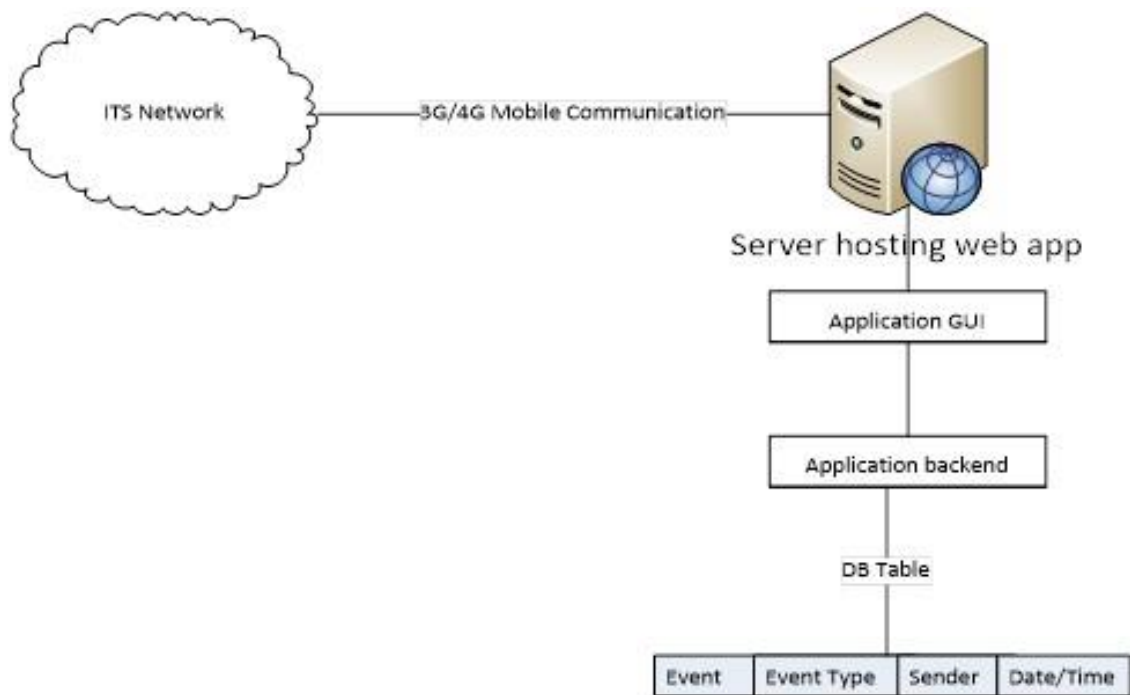 ITS Network
3G/4G Mobile Communication
Server hosting web app
Application GUI
Application backend
DB Table
Event Event Type Sender Date/Time